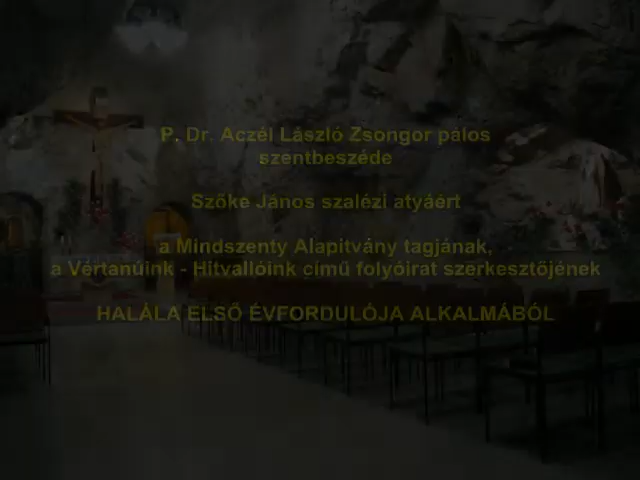 P. Dr. Aczél László Zsongor pálos
szentbeszéde
Szőke János szalézi atyáért
a Mindszenty Alapítvány tagjának,
a Vértanúink - Hitvallóink című folyóirat szerkesztőjének
HALÁLA ELSŐ ÉVFORDULÓJA ALKALMÁBÓL